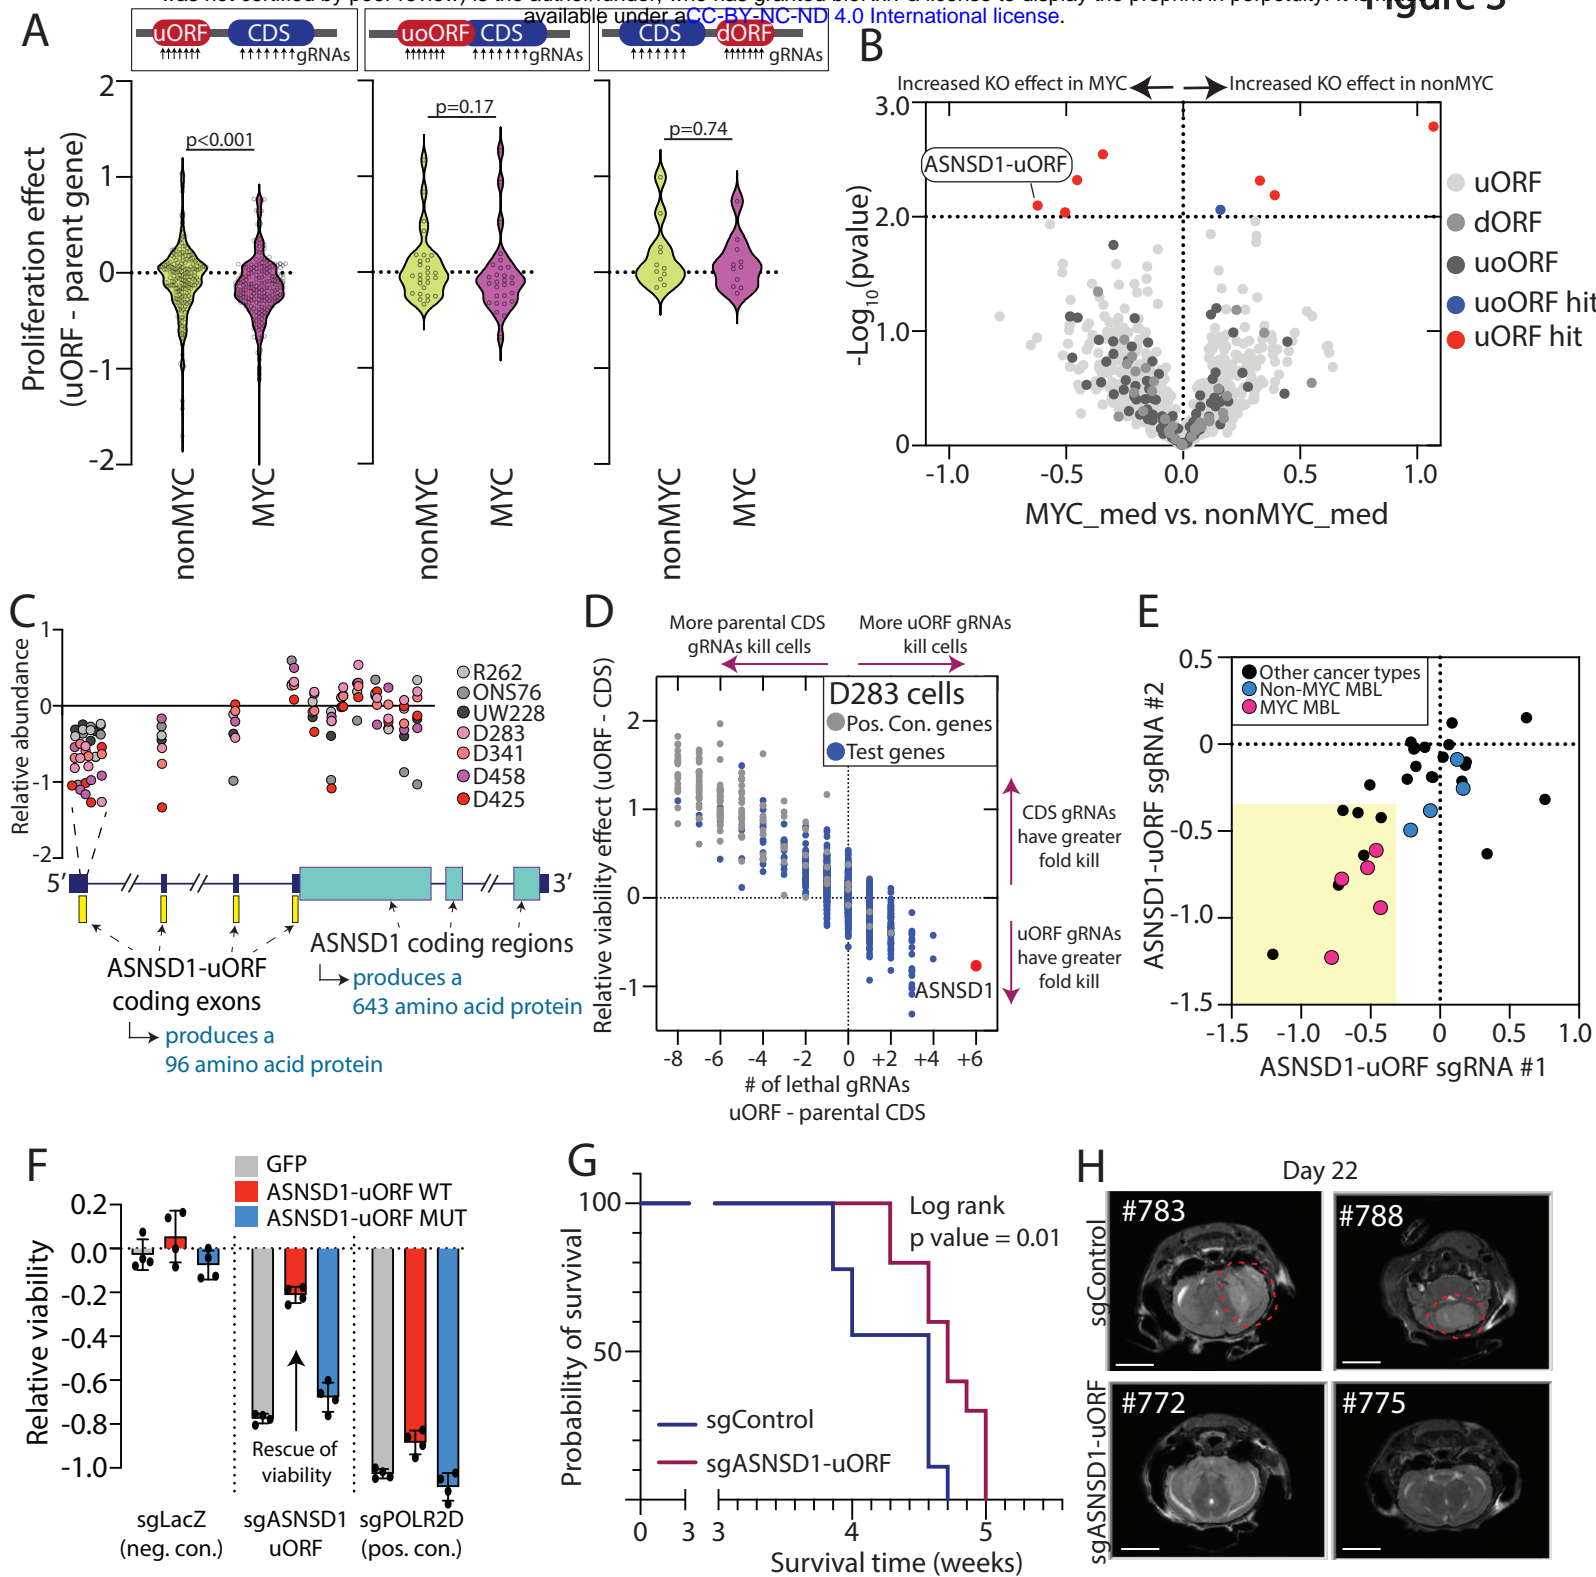 available under aCC-BY-NC-ND 4.0 International license.
A
uORF
CDS
gRNAs
uoORF
CDS
gRNAs
CDS
dORF
gRNAs
Proliferation effect
(uORF - parent gene)
2
1
0
-1
-2
p<0.001
p=0.17
p=0.74
nonMYC
MYC
nonMYC
MYC
nonMYC
MYC
B
Increased KO effect in MYC
Increased KO effect in nonMYC
-Log10(pvalue)
3.0
2.0
1.0
0
ASNSD1-uORF
-1.0
-0.5
0.0
0.5
1.0
MYC_med vs. nonMYC_med
uORF
dORF
uoORF
uoORF hit
uORF hit
C
Relative abundance
1
0
-1
-2
R262
ONS76
UW228
D283
D341
D458
D425
5'
3'
ASNSD1-uORF
coding exons
produces a
96 amino acid protein
ASNSD1 coding regions
produces a
643 amino acid protein
D
More parental CDS
gRNAs kill cells
More uORF gRNAs
kill cells
Relative viability effect (uORF - CDS)
2
1
0
-1
D283 cells
Pos. Con. genes
Test genes
CDS gRNAs
have greater
fold kill
uORF gRNAs
have greater
fold kill
ASNSD1
-8
-6
-4
-2
0
+2
+4
+6
# of lethal gRNAs
uORF - parental CDS
E
ASNSD1-uORF sgRNA #2
0.5
0
-0.5
-1.0
-1.5
Other cancer types
Non-MYC MBL
MYC MBL
-1.5
-1.0
-0.5
0
0.5
1.0
ASNSD1-uORF sgRNA #1
F
GFP
ASNSD1-uORF WT
ASNSD1-uORF MUT
Relative viability
0.2
0.0
-0.2
-0.4
-0.6
-0.8
-1.0
Rescue of
viability
sgLacZ
(neg. con.)
sgASNSD1
uORF
sgPOLR2D
(pos. con.)
G
Probability of survival
100
50
Log rank
p value = 0.01
sgControl
sgASNSD1-uORF
0
3
3
4
5
Survival time (weeks)
H
Day 22
sgControl
#783
#788
sgASNSD1-uORF
#772
#775